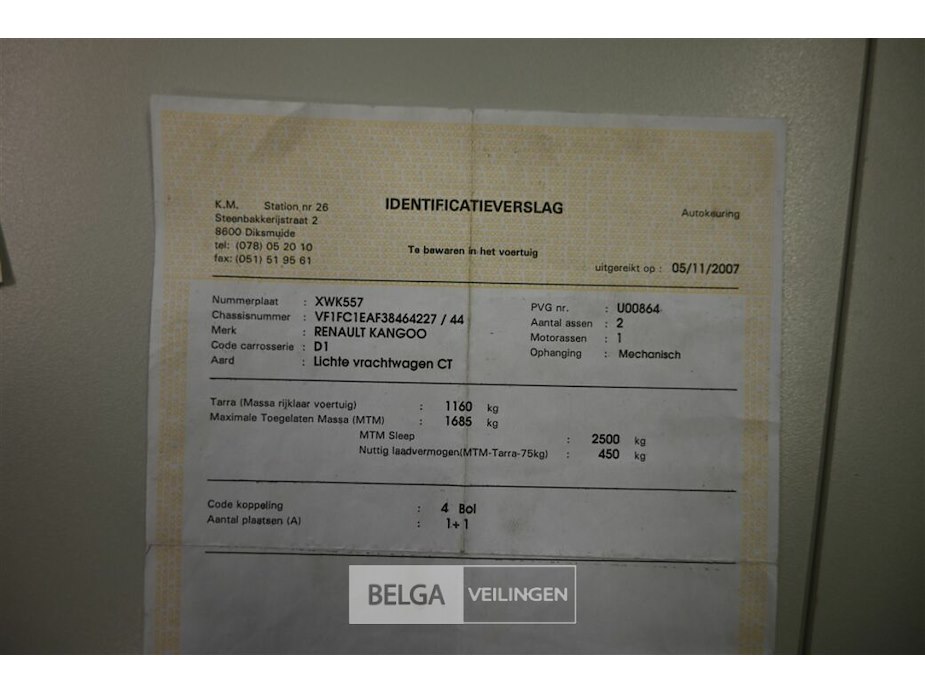 K.M. Station nr 26
Steenbakkerijstraat 2
8600 Diksmuide
tel: (078) 05 20 10
fax: (051) 51 95 61
IDENTIFICATIEVERSLAG
Te bewaren in het voertuig
Autokeuring
uitgereikt op : 05/11/2007
Nummerplaat : XWK557
Chassisnummer : VF1FC1EAF38464227 / 44
Merk : RENAULT KANGOO
Code carrosserie : D1
Aard : Lichte vrachtwagen CT
PVG nr. : U00864
Aantal assen : 2
Motorassen : 1
Ophanging : Mechanisch
Tarra (Massa rijklaar voertuig) : 1160 kg
Maximale Toegelaten Massa (MTM) : 1685 kg
MTM Sleep : 2500 kg
Nuttig laadvermogen(MTM-Tarra-75kg) : 450 kg
Code koppeling : 4 Bol
Aantal plaatsen (A) : 1+1
BELGA VEILINGEN